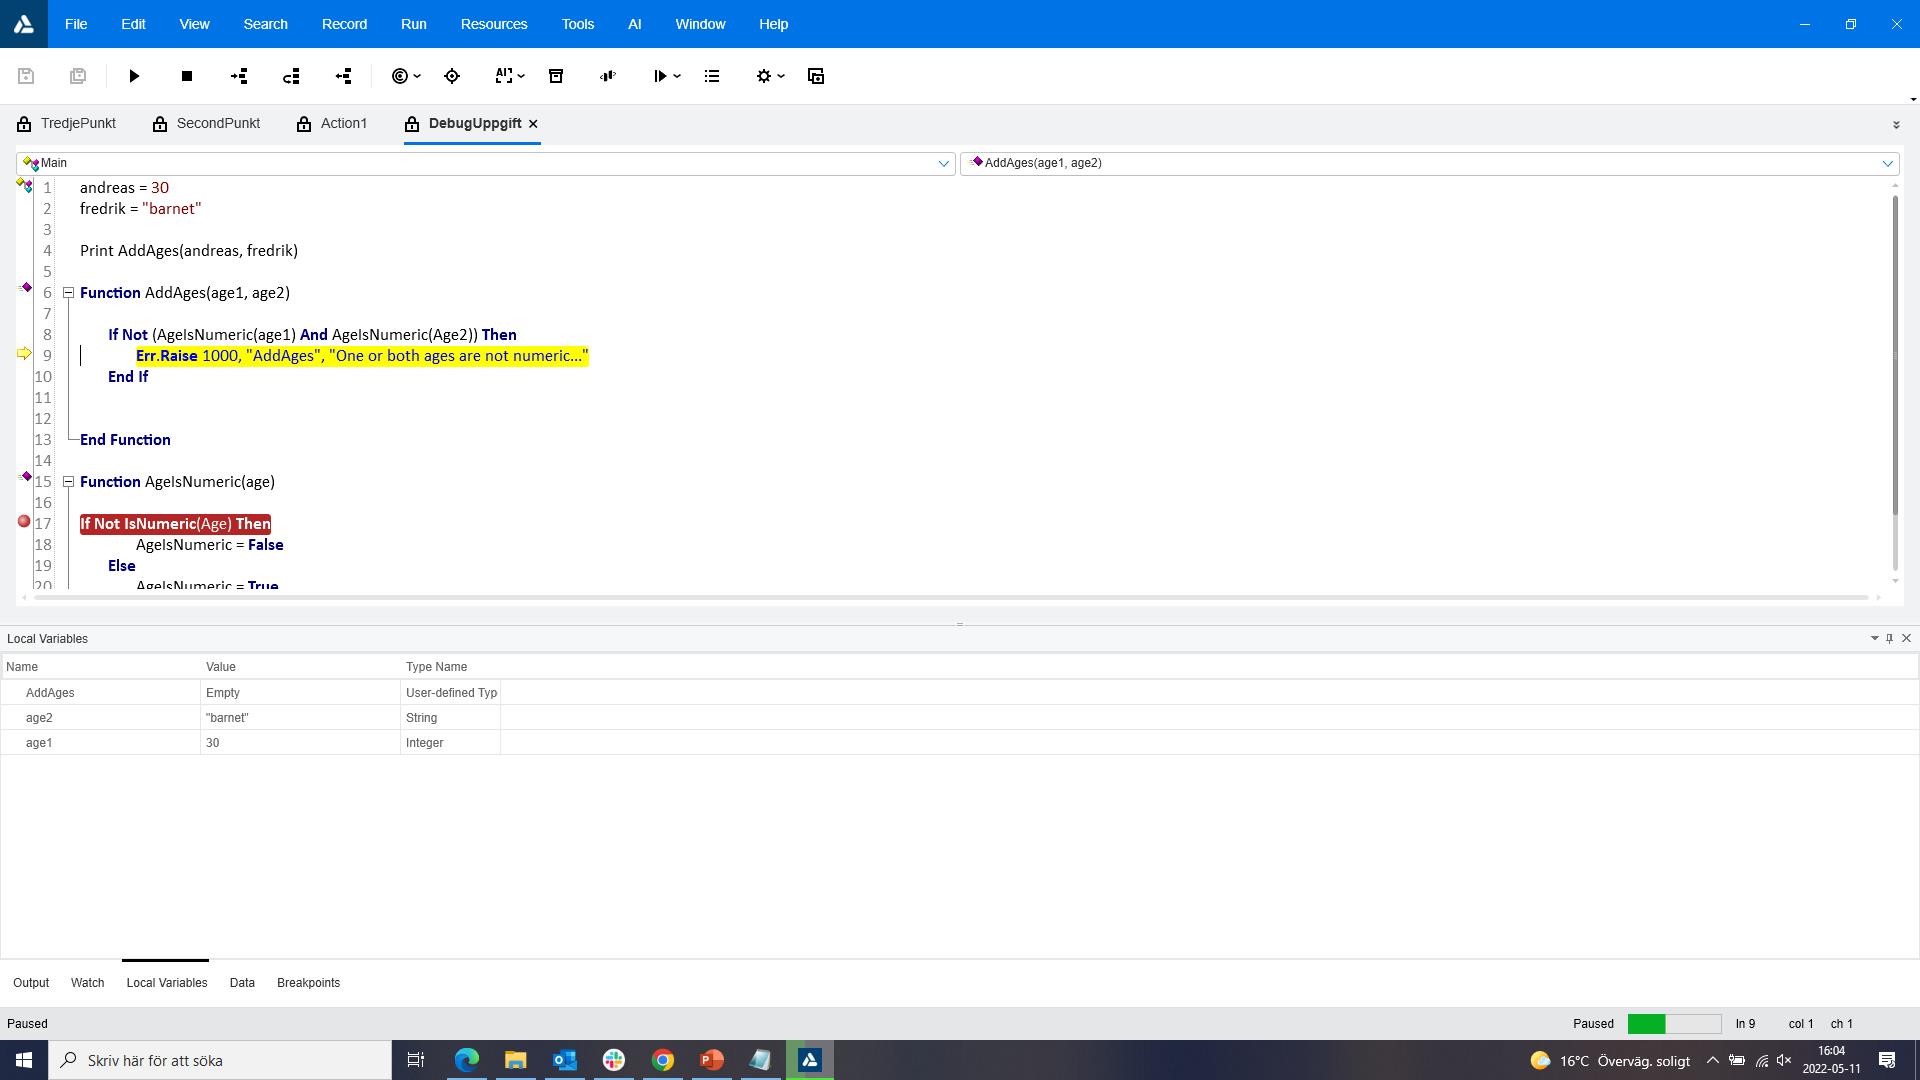 File Edit View Search Record Run Resources Tools AI Window Help
AI
TredjePunkt SecondPunkt Action1 DebugUppgift
Main AddAges(age1, age2)
1 andreas = 30
2 fredrik = "barnet"
3
4 Print AddAges(andreas, fredrik)
5
6 Function AddAges(age1, age2)
7
8 If Not (AgeIsNumeric(age1) And AgeIsNumeric(Age2)) Then
9 Err.Raise 1000, "AddAges", "One or both ages are not numeric..."
10 End If
11
12
13 End Function
14
15 Function AgeIsNumeric(age)
16
17 If Not IsNumeric(Age) Then
18 AgeIsNumeric = False
19 Else
20 AgeIsNumeric = True
Local Variables
Name Value Type Name
AddAges Empty User-defined Typ
age2 "barnet" String
age1 30 Integer
Output Watch Local Variables Data Breakpoints
Paused Paused ln 9 col 1 ch 1
Skriv här för att söka 16°C Överväg. soligt 16:04
2022-05-11